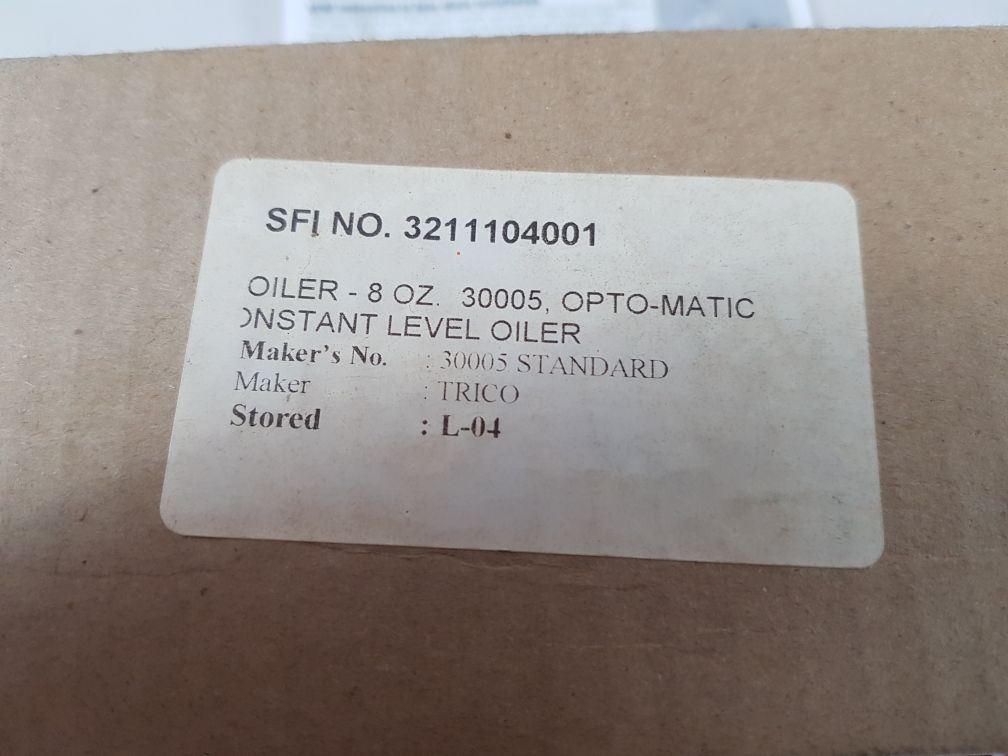 SFI NO. 3211104001
OILER - 8 OZ. 30005, OPTO-MATIC
ONSTANT LEVEL OILER
Maker's No. : 30005 STANDARD
Maker : TRICO
Stored : L-04